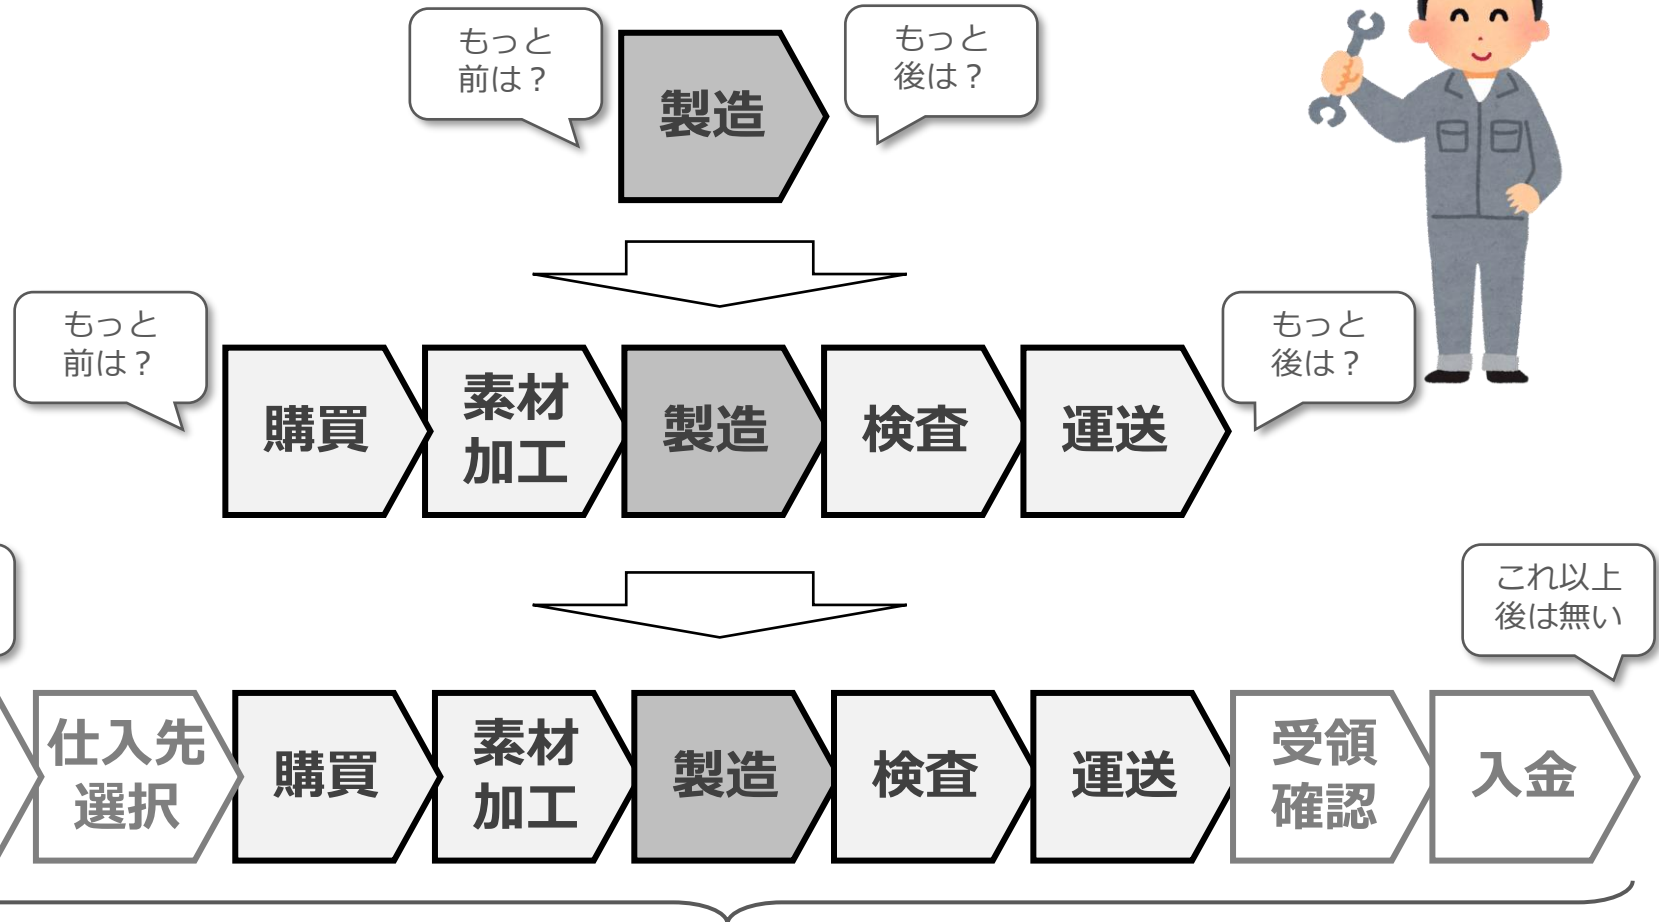 もっと
前は？
製造
もっと
後は？
もっと
前は？
購買
素材
加工
製造
検査
運送
もっと
後は？
これ以上
後は無い
仕入先
選択
購買
素材
加工
製造
検査
運送
受領
確認
入金